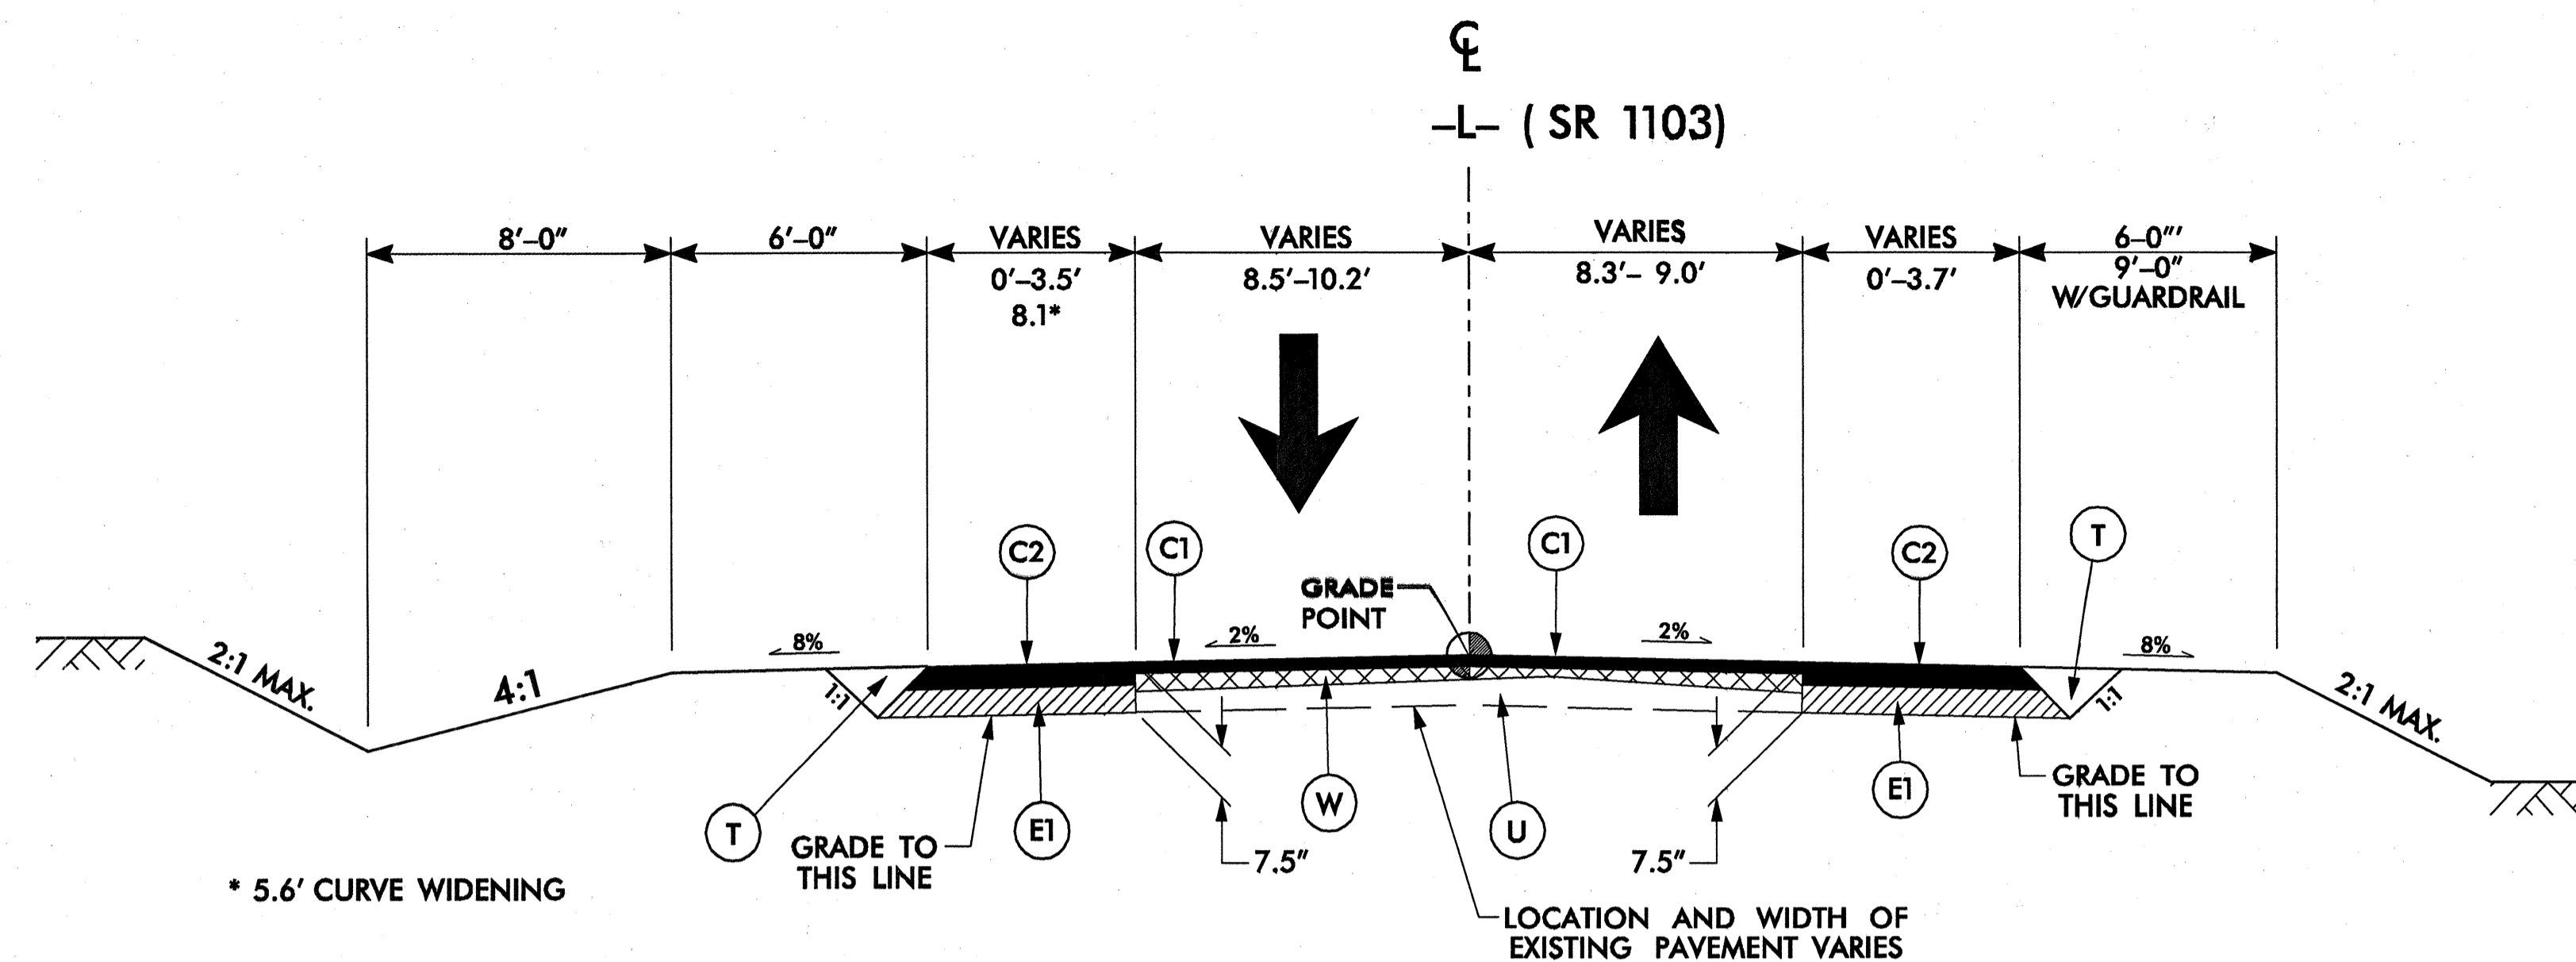 ℄
–L– ( SR 1103)
8'–0" 6'–0" VARIES VARIES VARIES VARIES 6–0"'
0'–3.5' 8.5'–10.2' 8.3'– 9.0' 0'–3.7' 9'–0"
8.1* W/GUARDRAIL
C2 C1 C1 C2 T
GRADE
POINT
8% 2% 2% 8%
2:1 MAX. 4:1 1:1 1:1 2:1 MAX.
T E1 W U E1
GRADE TO
THIS LINE
GRADE TO
THIS LINE
7.5" 7.5"
* 5.6' CURVE WIDENING
LOCATION AND WIDTH OF
EXISTING PAVEMENT VARIES